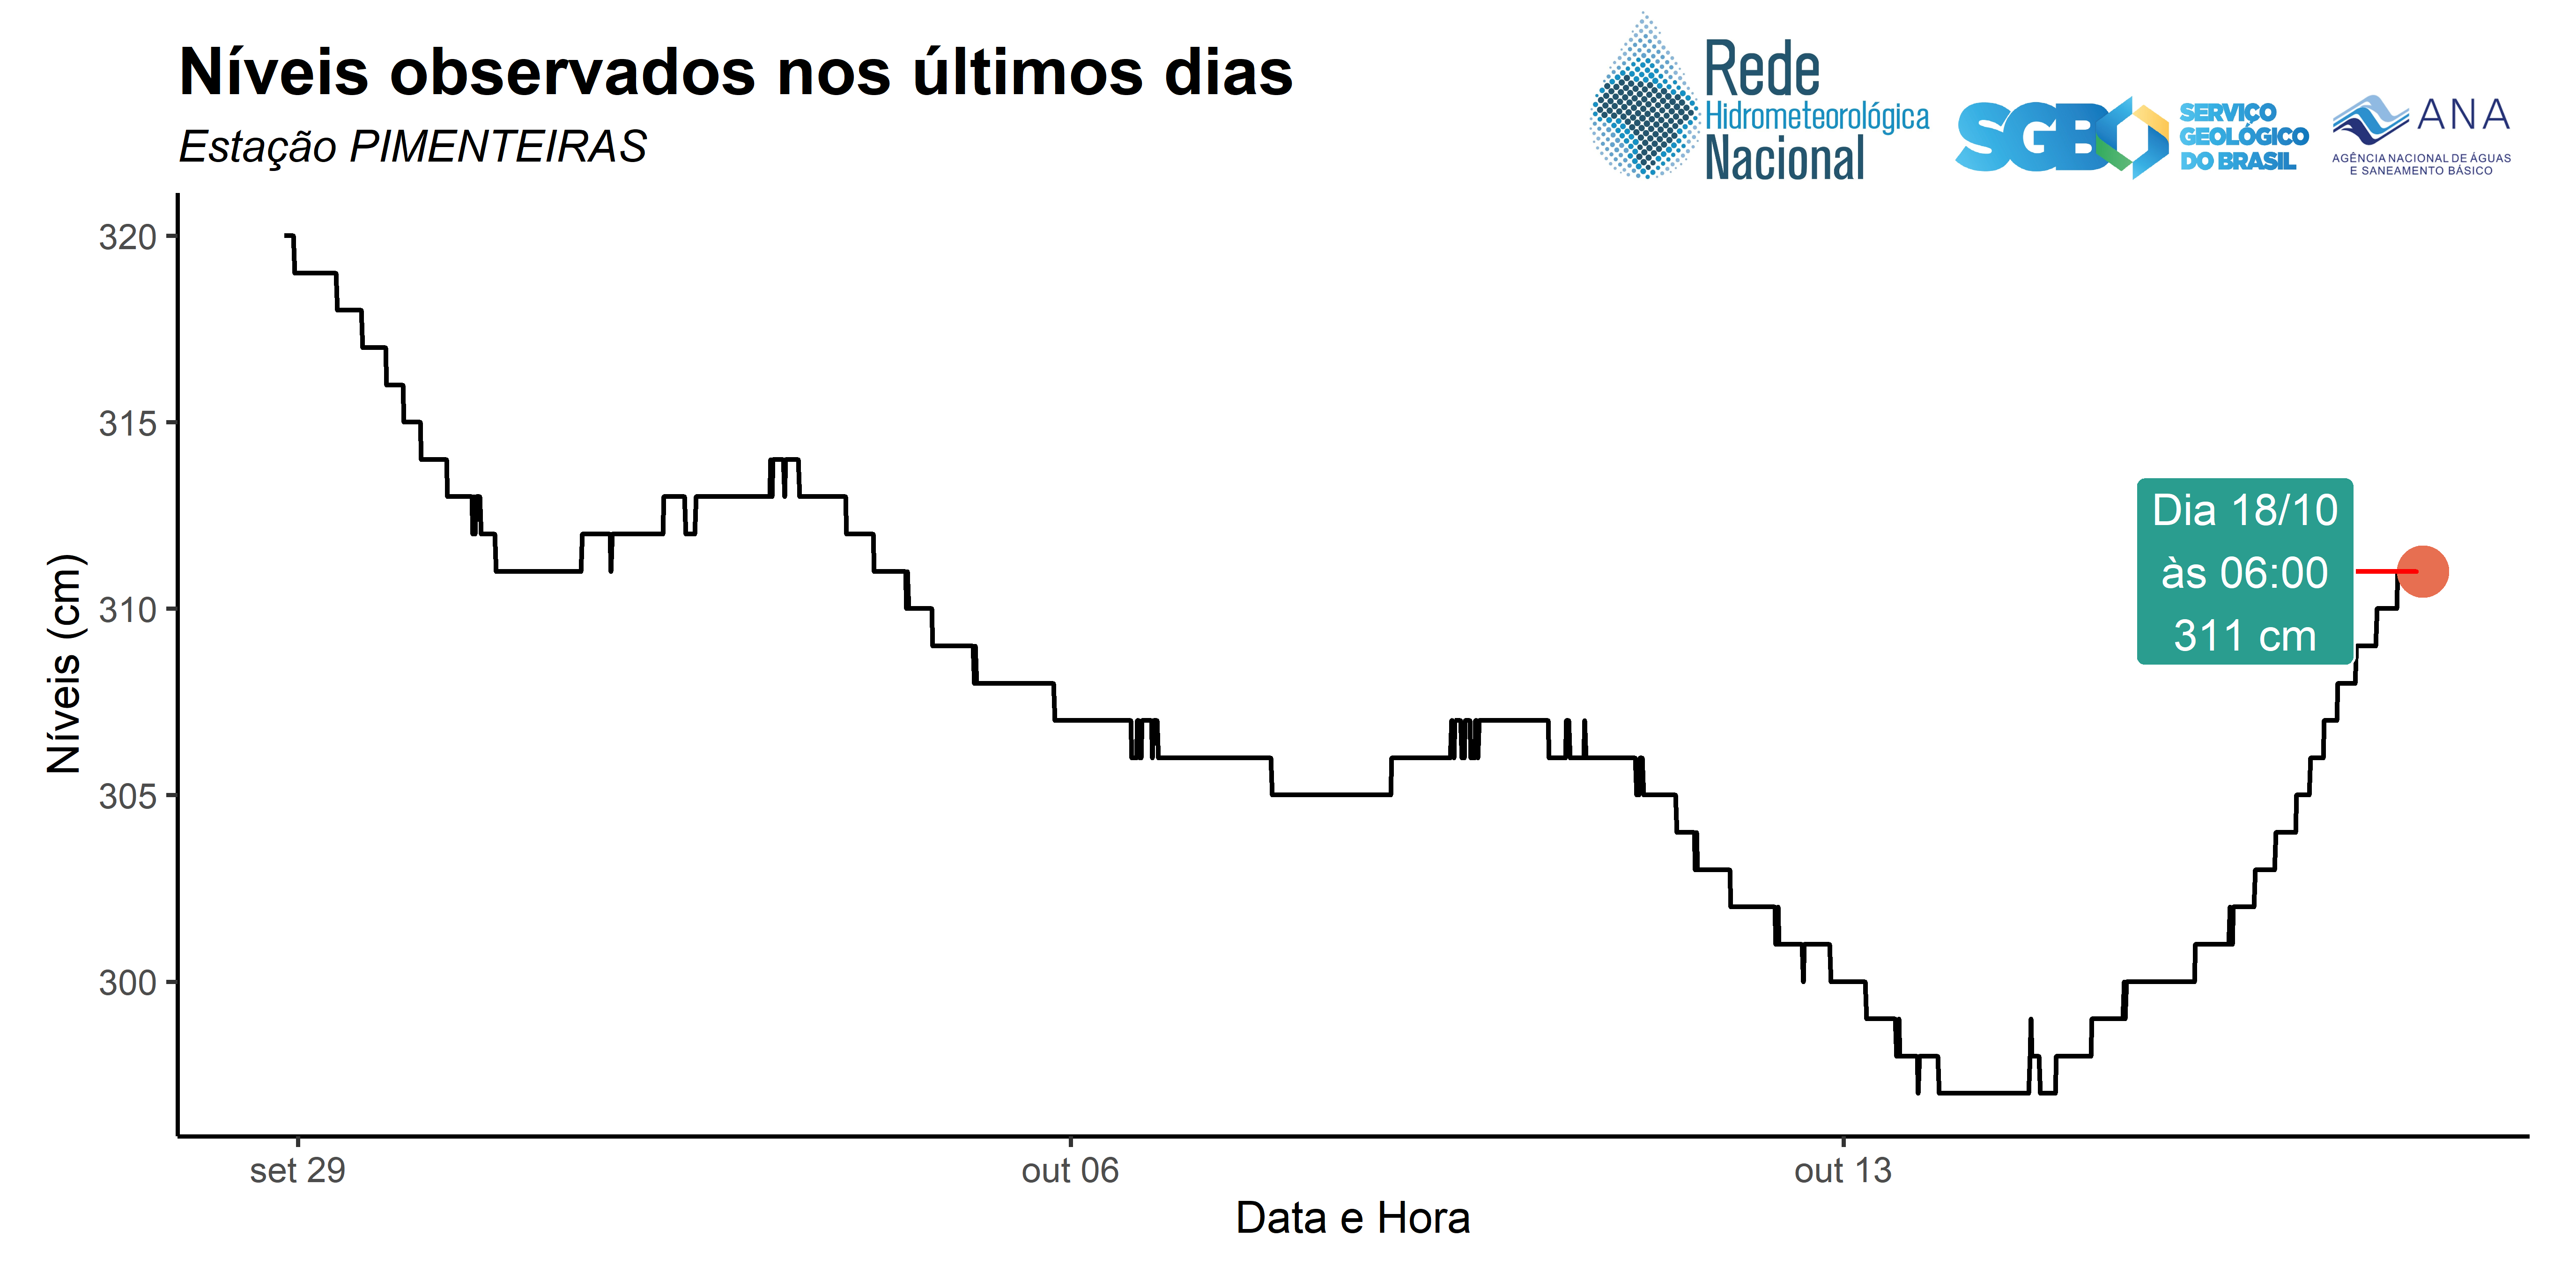 Níveis observados nos últimos dias
Estação PIMENTEIRAS
Rede
Hidrometeorológica
Nacional
SGB
SERVIÇO
GEOLÓGICO
DO BRASIL
ANA
AGÊNCIA NACIONAL DE ÁGUAS
E SANEAMENTO BÁSICO
Níveis (cm)
320
315
310
305
300
Dia 18/10
às 06:00
311 cm
set 29
out 06
out 13
Data e Hora